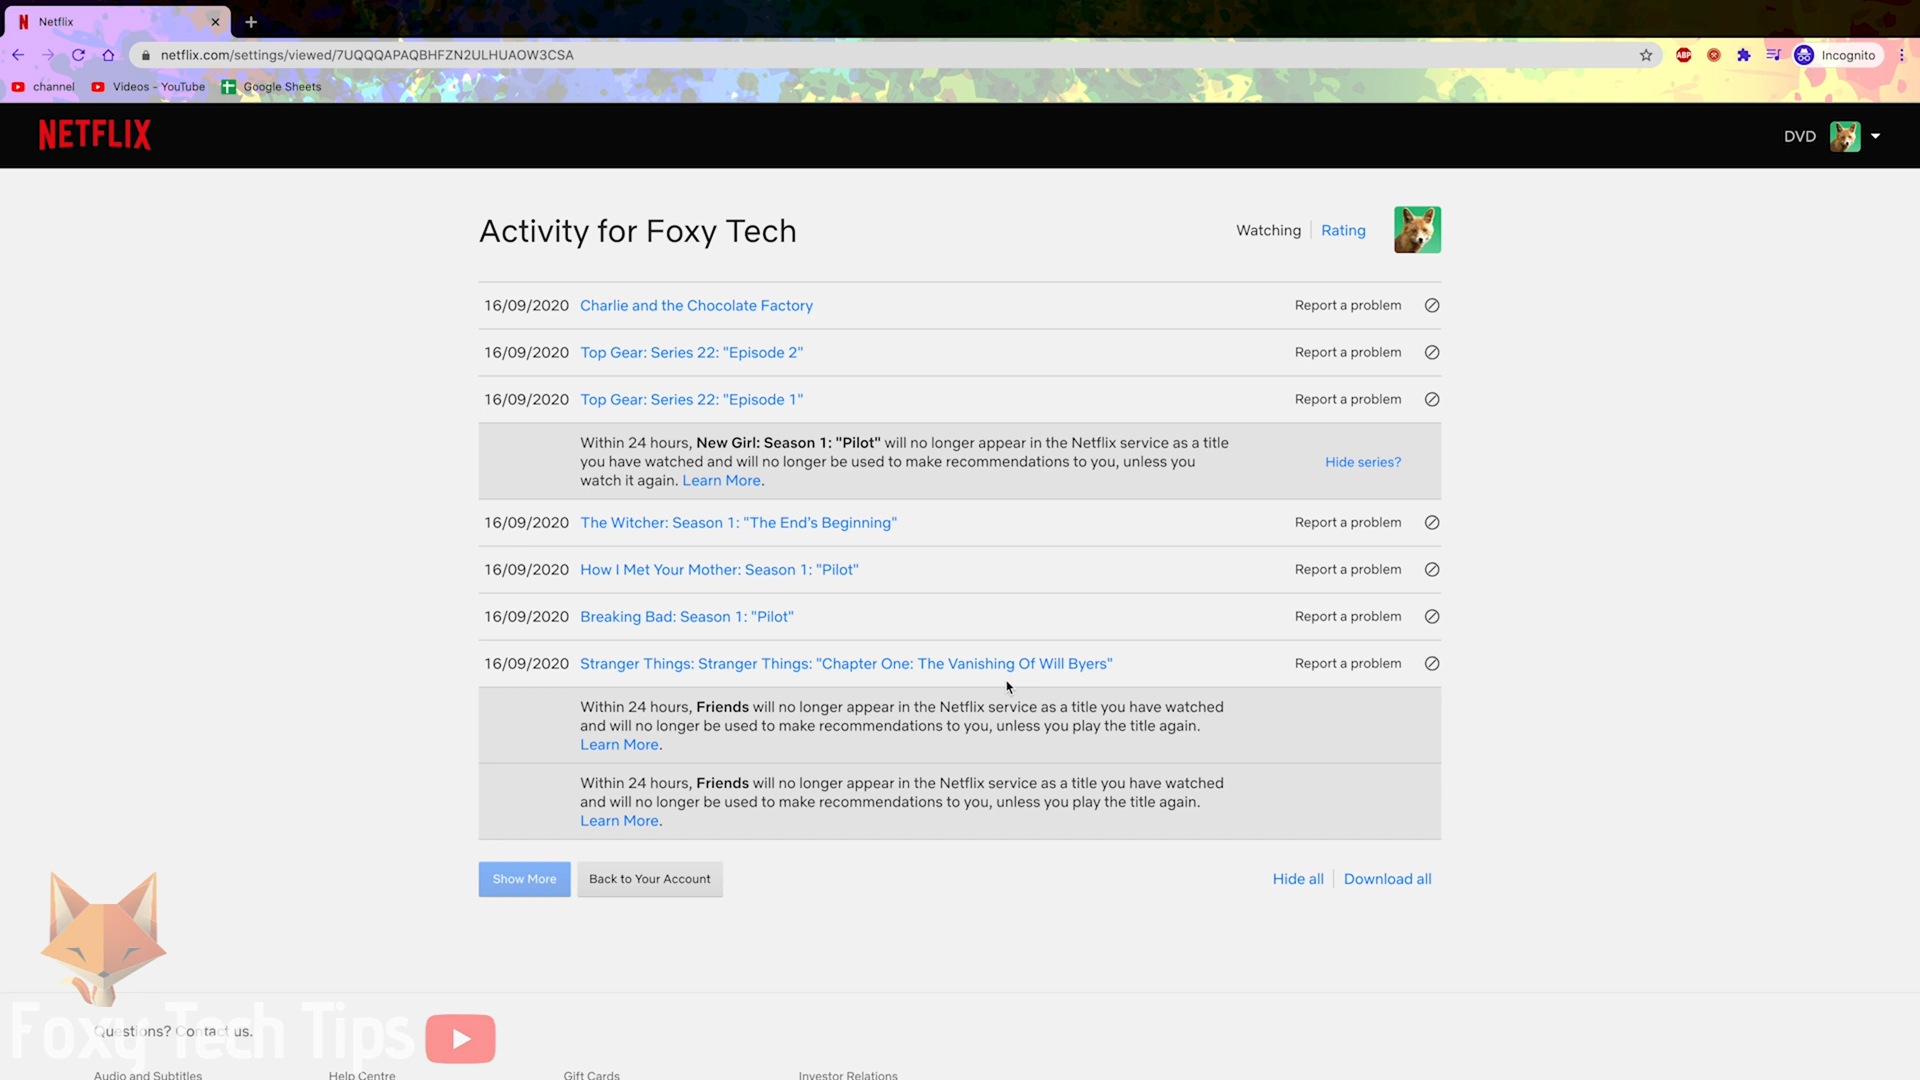 Netflix
netflix.com/settings/viewed/7UQQQAPAQBHFZN2ULHUAOW3CSA
ABP
Incognito
channel
Videos - YouTube
Google Sheets
NETFLIX
DVD
Activity for Foxy Tech
Watching
Rating
16/09/2020 Charlie and the Chocolate Factory Report a problem
16/09/2020 Top Gear: Series 22: "Episode 2" Report a problem
16/09/2020 Top Gear: Series 22: "Episode 1" Report a problem
Within 24 hours, New Girl: Season 1: "Pilot" will no longer appear in the Netflix service as a title
you have watched and will no longer be used to make recommendations to you, unless you
watch it again. Learn More.
Hide series?
16/09/2020 The Witcher: Season 1: "The End's Beginning" Report a problem
16/09/2020 How I Met Your Mother: Season 1: "Pilot" Report a problem
16/09/2020 Breaking Bad: Season 1: "Pilot" Report a problem
16/09/2020 Stranger Things: Stranger Things: "Chapter One: The Vanishing Of Will Byers" Report a problem
Within 24 hours, Friends will no longer appear in the Netflix service as a title you have watched
and will no longer be used to make recommendations to you, unless you play the title again.
Learn More.
Within 24 hours, Friends will no longer appear in the Netflix service as a title you have watched
and will no longer be used to make recommendations to you, unless you play the title again.
Learn More.
Show More
Back to Your Account
Hide all
Download all
Foxy Tech Tips
Questions? Contact us.
Audio and Subtitles
Help Centre
Gift Cards
Investor Relations